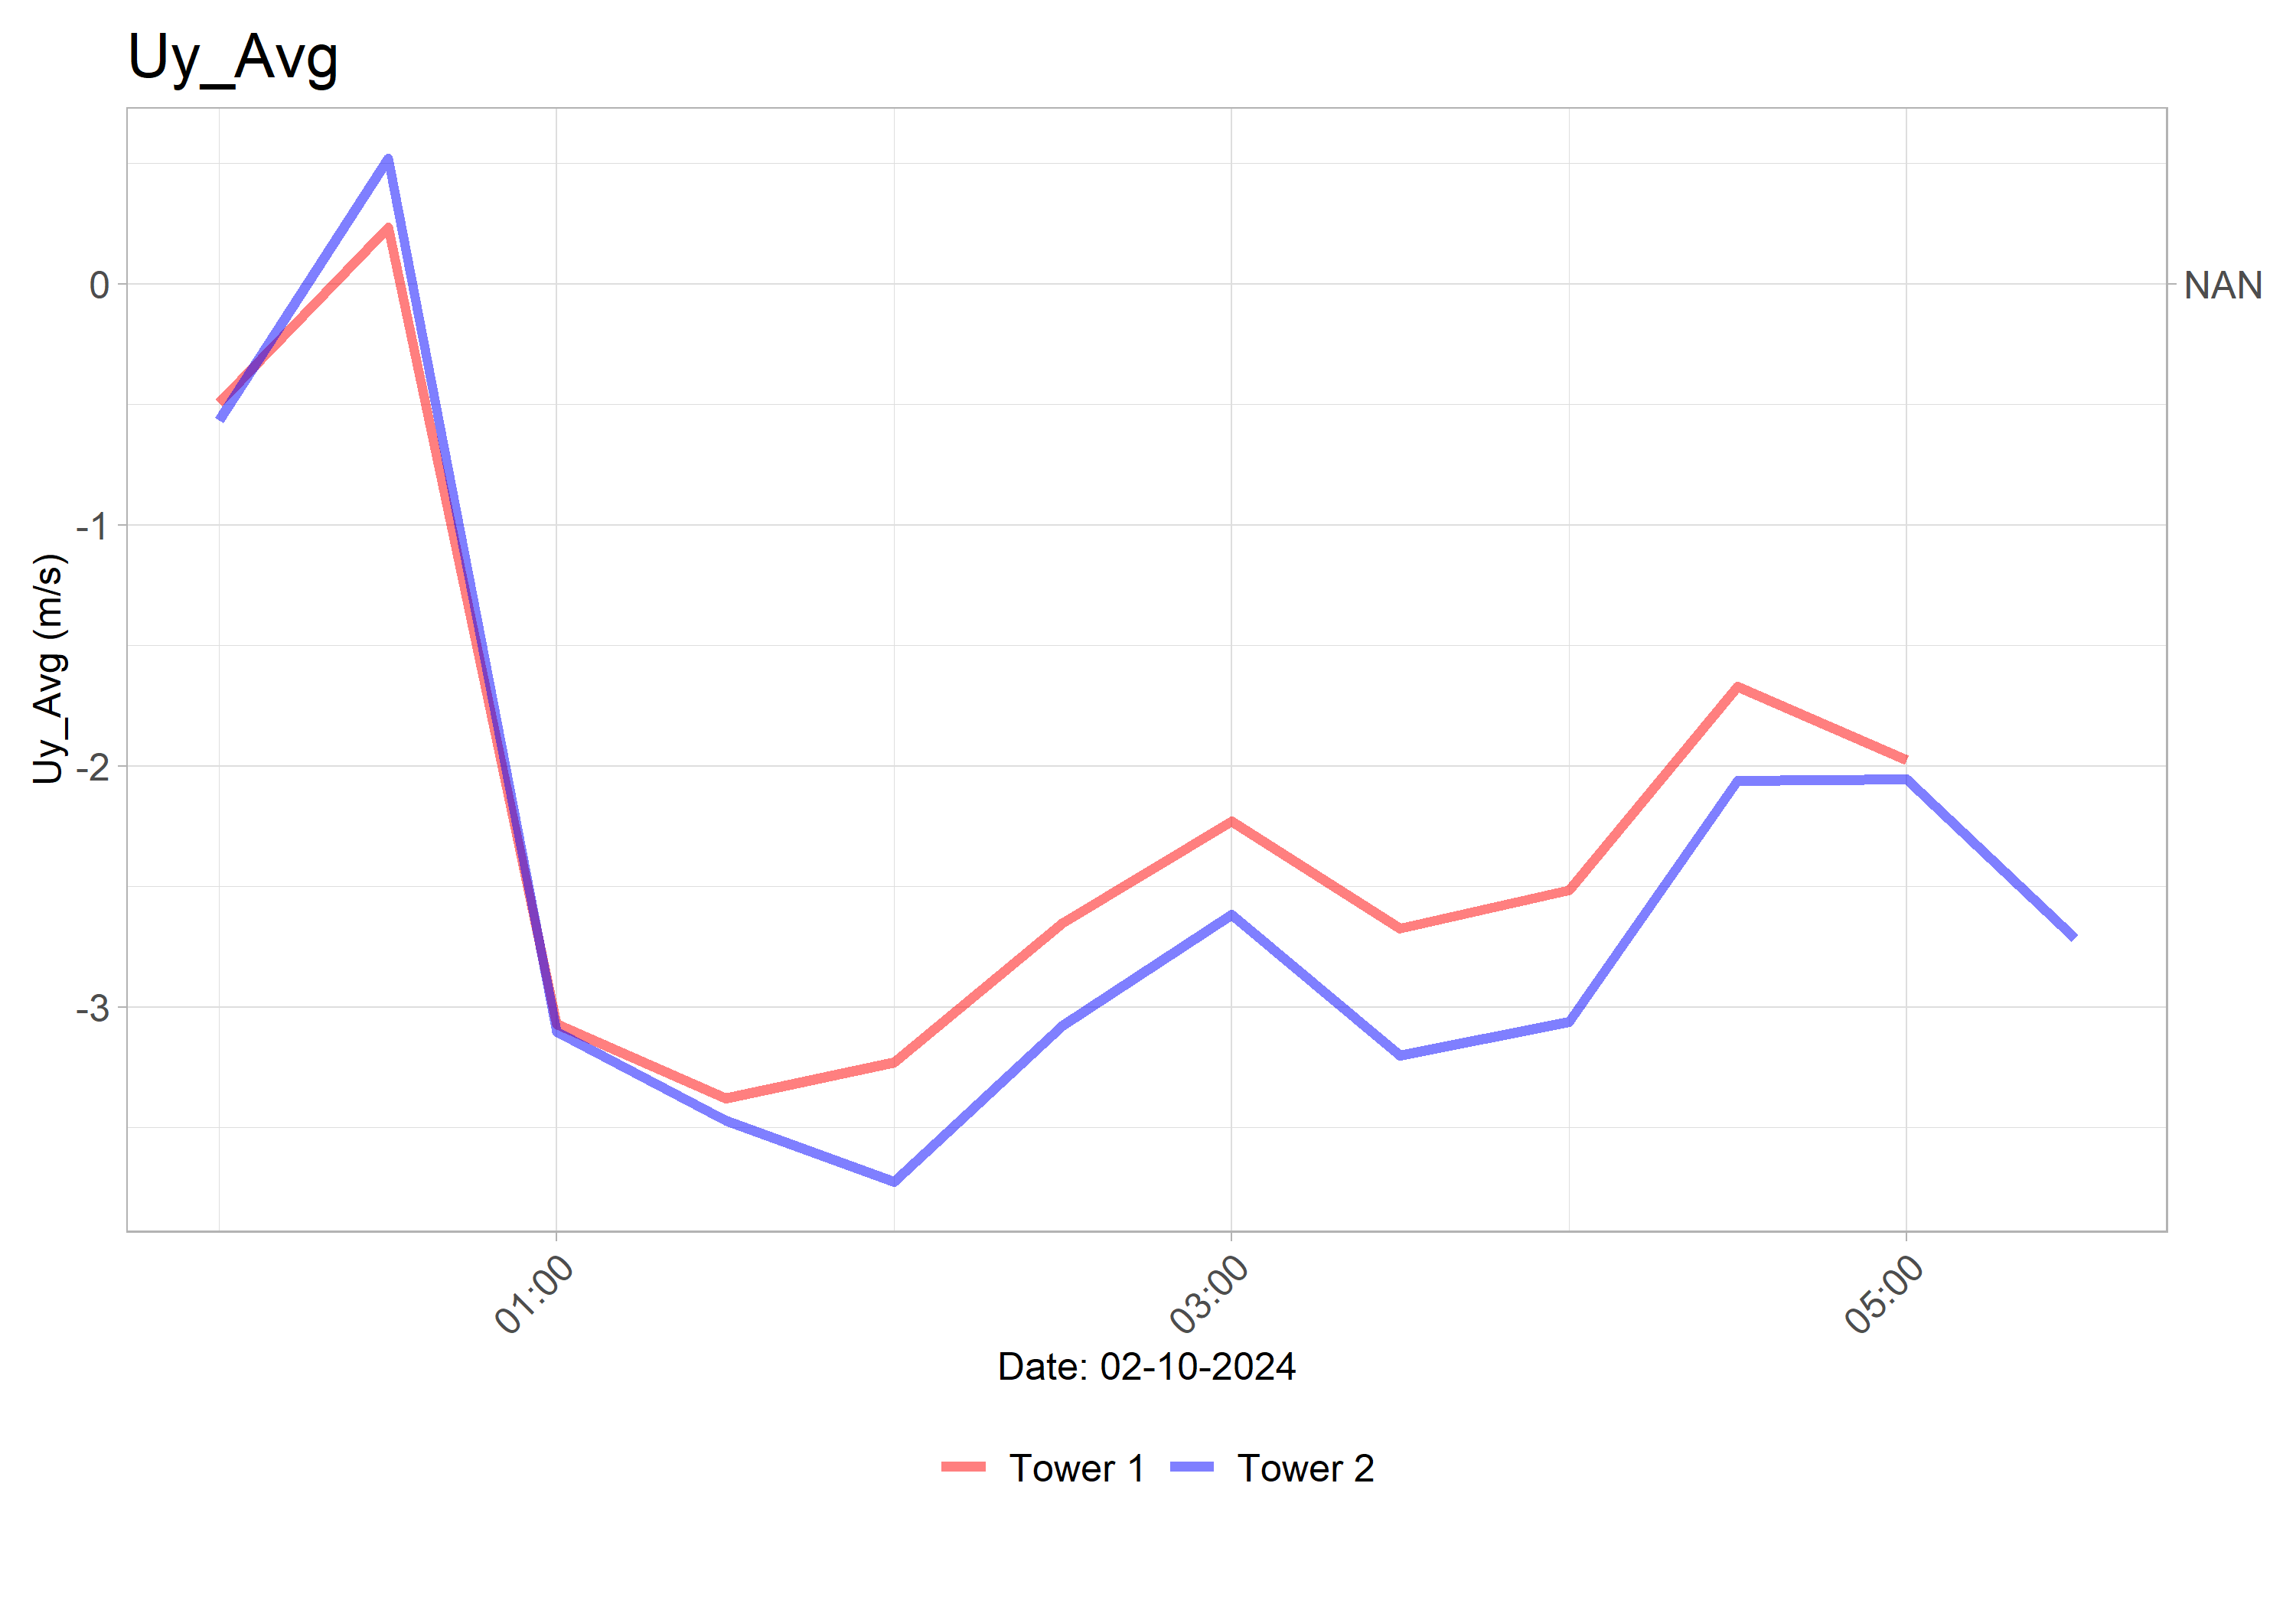 Uy_Avg
Uy_Avg (m/s)
0
-1
-2
-3
NAN
01:00
03:00
05:00
Date: 02-10-2024
Tower 1
Tower 2